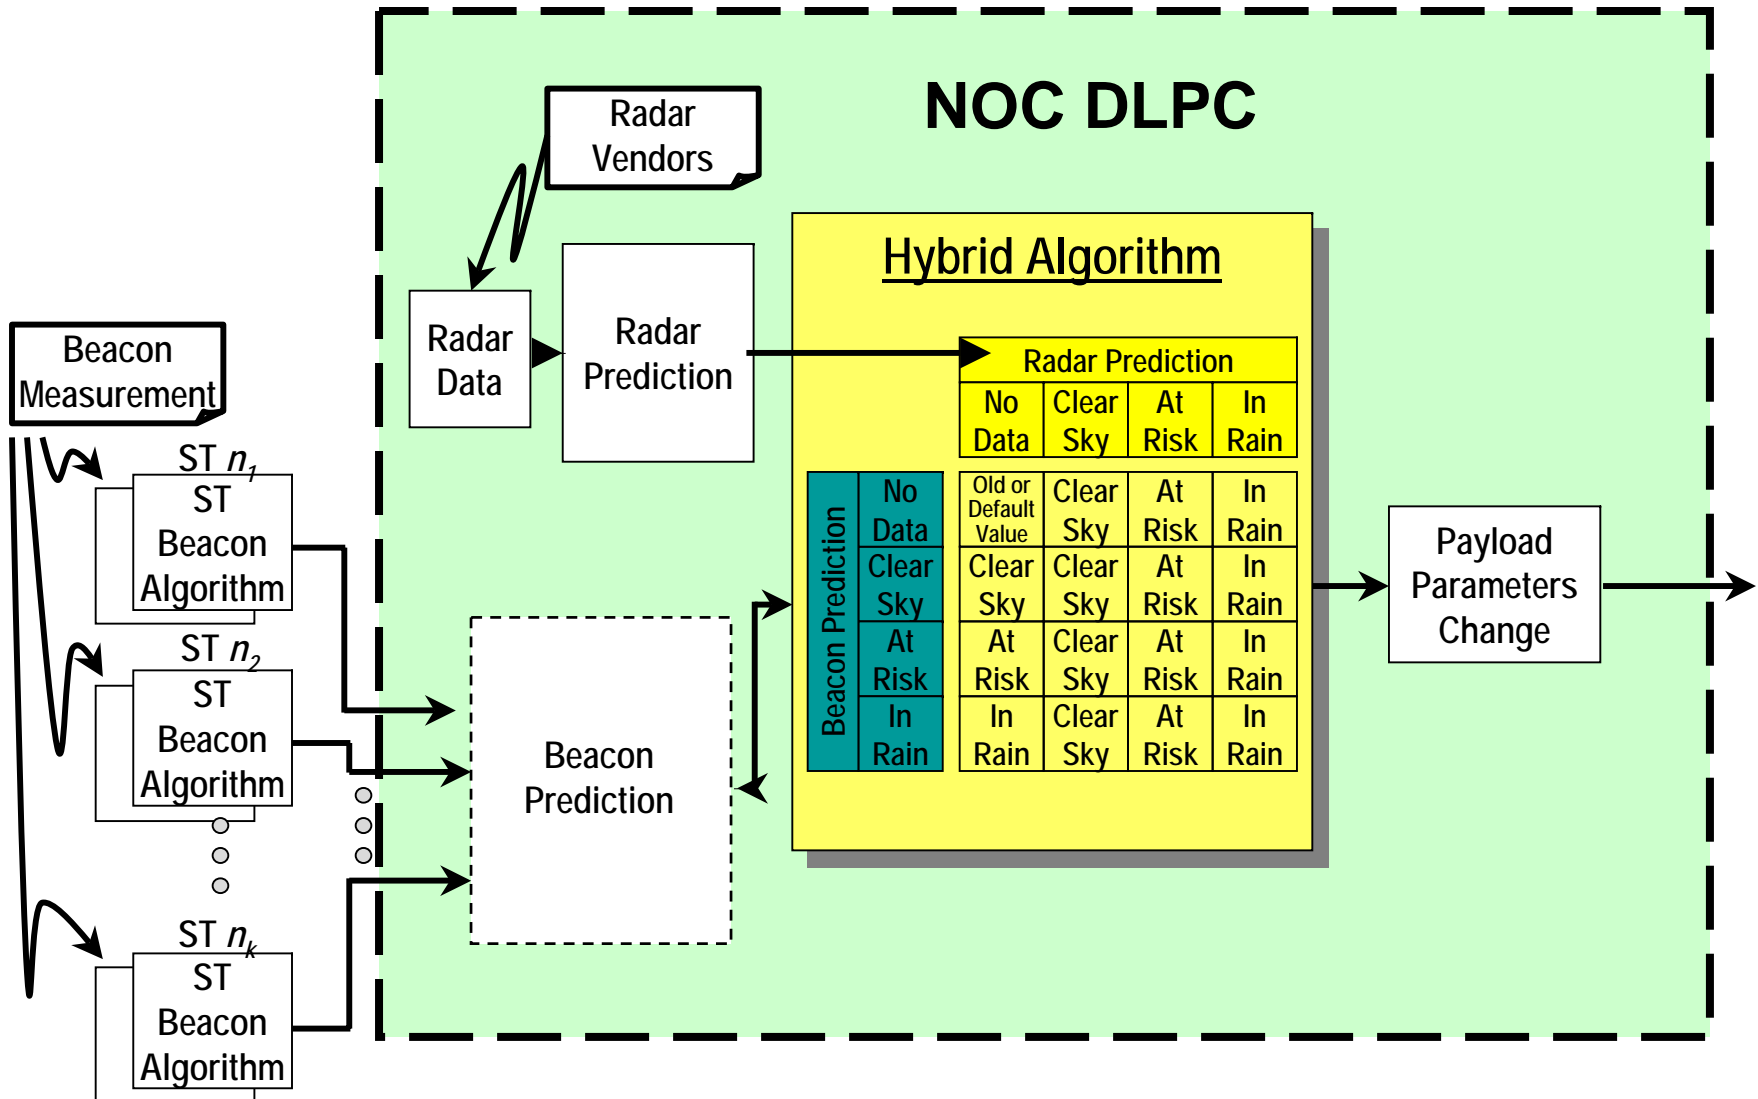 NOC DLPC
Radar
Vendors
Hybrid Algorithm
Radar
Data
Radar
Prediction
Beacon
Measurement
Radar Prediction
No
Data
Clear
Sky
At
Risk
In
Rain
ST n1
ST
Beacon
Algorithm
ST n2
ST
Beacon
Algorithm
ST nk
ST
Beacon
Algorithm
Beacon
Prediction
Beacon Prediction
No
Data
Old or
Default
Value
Clear
Sky
At
Risk
In
Rain
Clear
Sky
Clear
Sky
Clear
Sky
At
Risk
In
Rain
At
Risk
At
Risk
Clear
Sky
At
Risk
In
Rain
In
Rain
In
Rain
Clear
Sky
At
Risk
In
Rain
Payload
Parameters
Change